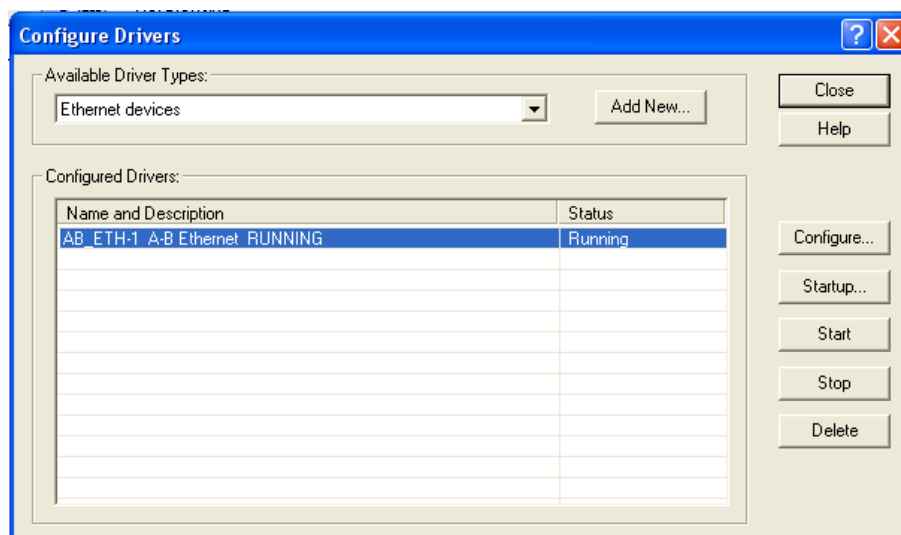 Configure Drivers
Available Driver Types:
Ethernet devices
Add New...
Close
Help
Configured Drivers:
Name and Description Status
AB_ETH-1 A-B Ethernet RUNNING Running
Configure...
Startup...
Start
Stop
Delete